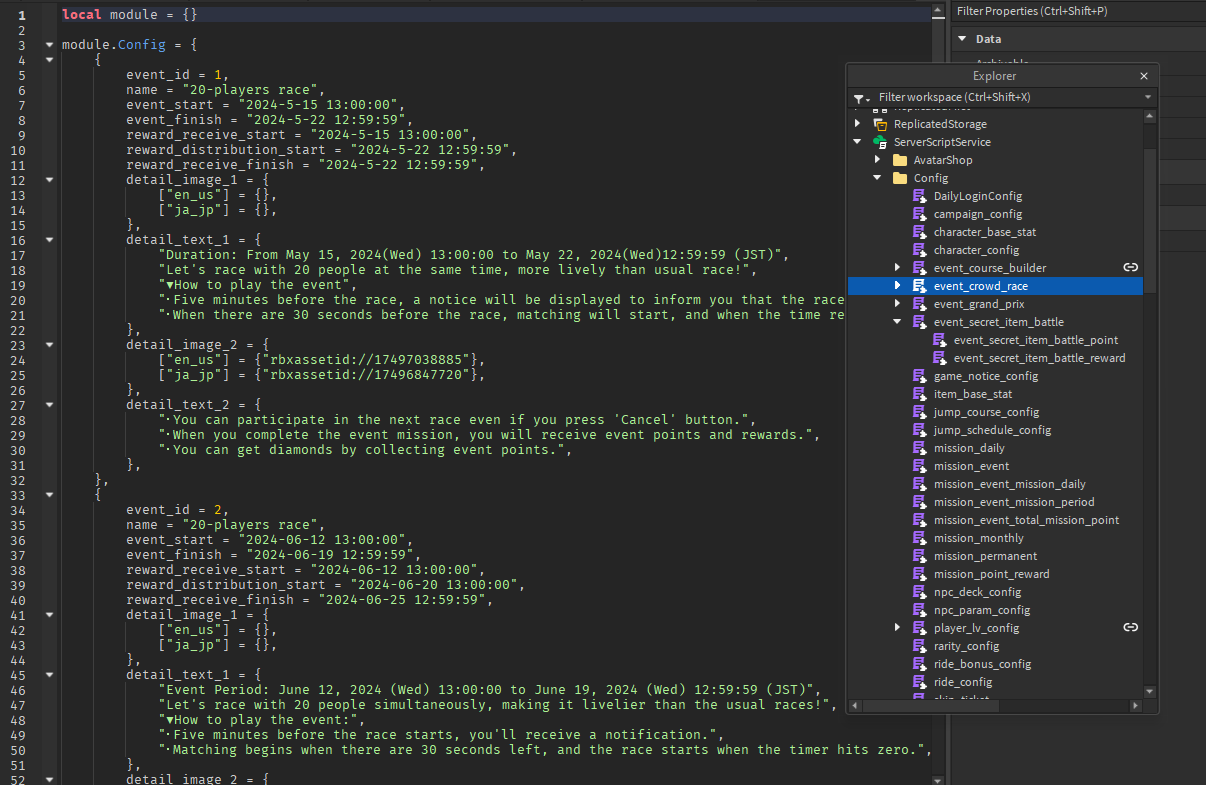 1 local module = {}
2
3 module.Config = {
4 {
5 event_id = 1,
6 name = "20-players race",
7 event_start = "2024-5-15 13:00:00",
8 event_finish = "2024-5-22 12:59:59",
9 reward_receive_start = "2024-5-15 13:00:00",
10 reward_distribution_start = "2024-5-22 12:59:59",
11 reward_receive_finish = "2024-5-22 12:59:59",
12 detail_image_1 = {
13 ["en_us"] = {},
14 ["ja_jp"] = {},
15 },
16 detail_text_1 = {
17 "Duration: From May 15, 2024(Wed) 13:00:00 to May 22, 2024(Wed)12:59:59 (JST)",
18 "Let's race with 20 people at the same time, more lively than usual race!",
19 "▼How to play the event",
20 "·Five minutes before the race, a notice will be displayed to inform you that the race
21 "·When there are 30 seconds before the race, matching will start, and when the time re
22 },
23 detail_image_2 = {
24 ["en_us"] = {"rbxassetid://17497038885"},
25 ["ja_jp"] = {"rbxassetid://17496847720"},
26 },
27 detail_text_2 = {
28 "·You can participate in the next race even if you press 'Cancel' button.",
29 "·When you complete the event mission, you will receive event points and rewards.",
30 "·You can get diamonds by collecting event points.",
31 },
32 },
33 {
34 event_id = 2,
35 name = "20-players race",
36 event_start = "2024-06-12 13:00:00",
37 event_finish = "2024-06-19 12:59:59",
38 reward_receive_start = "2024-06-12 13:00:00",
39 reward_distribution_start = "2024-06-20 13:00:00",
40 reward_receive_finish = "2024-06-25 12:59:59",
41 detail_image_1 = {
42 ["en_us"] = {},
43 ["ja_jp"] = {},
44 },
45 detail_text_1 = {
46 "Event Period: June 12, 2024 (Wed) 13:00:00 to June 19, 2024 (Wed) 12:59:59 (JST)",
47 "Let's race with 20 people simultaneously, making it livelier than the usual races!",
48 "▼How to play the event:",
49 "·Five minutes before the race starts, you'll receive a notification.",
50 "·Matching begins when there are 30 seconds left, and the race starts when the timer hits zero.",
51 },
52 detail_image_2 = {
Filter Properties (Ctrl+Shift+P)
Data
Explorer
Filter workspace (Ctrl+Shift+X)
ReplicatedStorage
ServerScriptService
AvatarShop
Config
DailyLoginConfig
campaign_config
character_base_stat
character_config
event_course_builder
event_crowd_race
event_grand_prix
event_secret_item_battle
event_secret_item_battle_point
event_secret_item_battle_reward
game_notice_config
item_base_stat
jump_course_config
jump_schedule_config
mission_daily
mission_event
mission_event_mission_daily
mission_event_mission_period
mission_event_total_mission_point
mission_monthly
mission_permanent
mission_point_reward
npc_deck_config
npc_param_config
player_lv_config
rarity_config
ride_bonus_config
ride_config